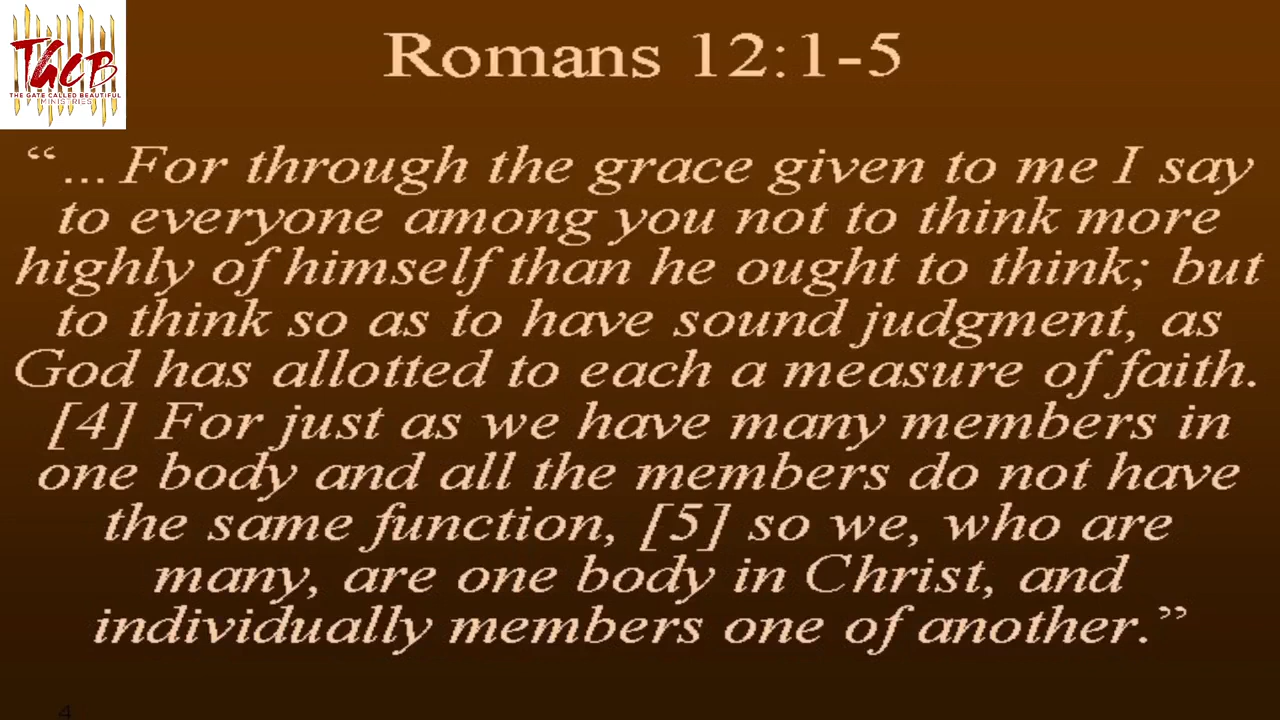 TGCB
THE GATE CALLED BEAUTIFUL
MINISTRIES
Romans 12:1-5
“... For through the grace given to me I say
to everyone among you not to think more
highly of himself than he ought to think; but
to think so as to have sound judgment, as
God has allotted to each a measure of faith.
[4] For just as we have many members in
one body and all the members do not have
the same function, [5] so we, who are
many, are one body in Christ, and
individually members one of another.”
4